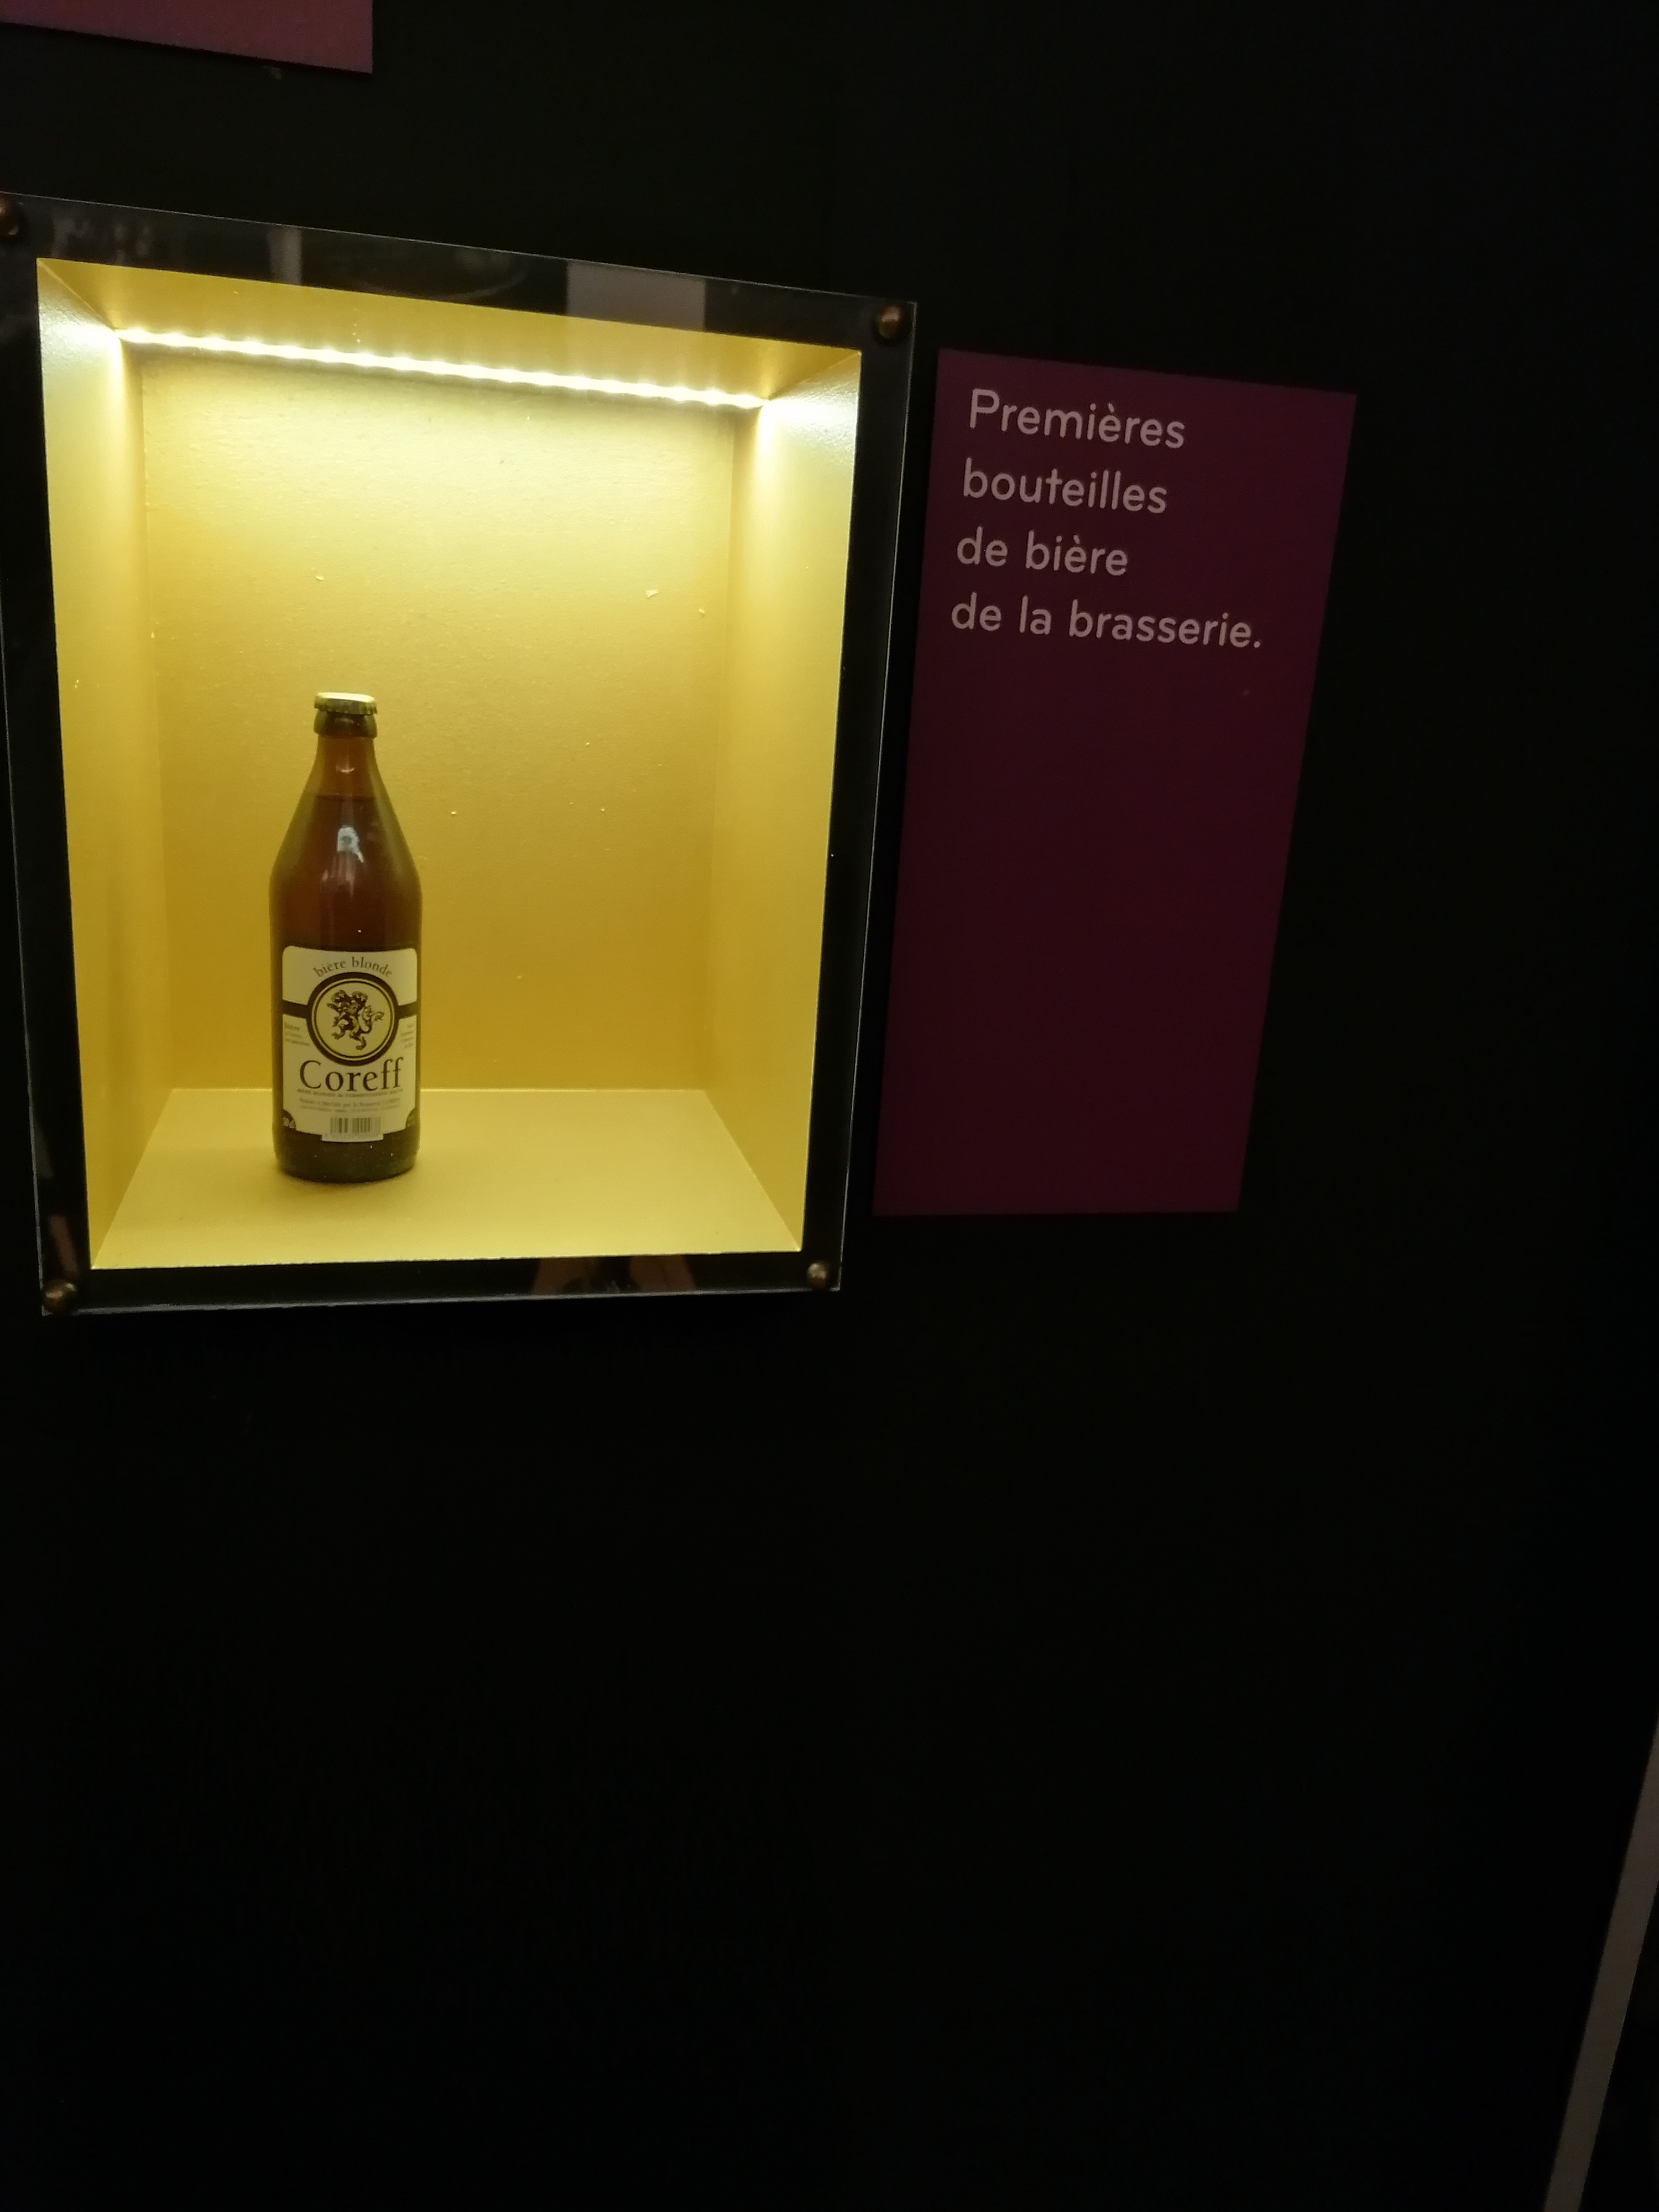 Premières
bouteilles
de bière
de la brasserie.
bière blonde
Coreff